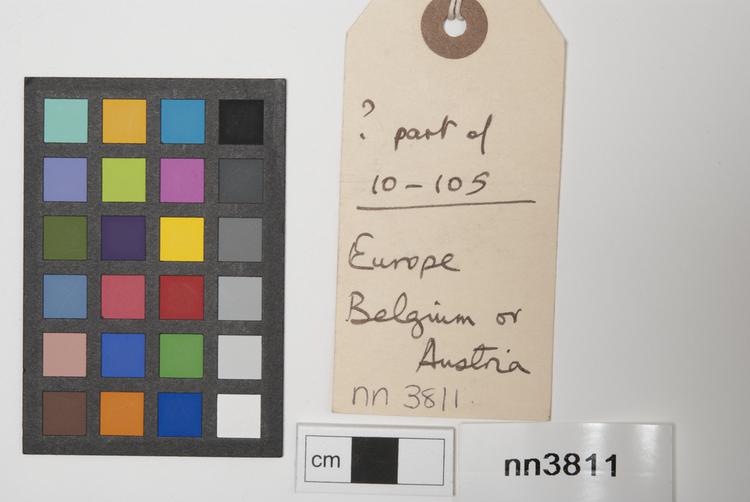 ? part of
10-105
Europe
Belgium or
Austria
nn 3811.
cm
nn3811